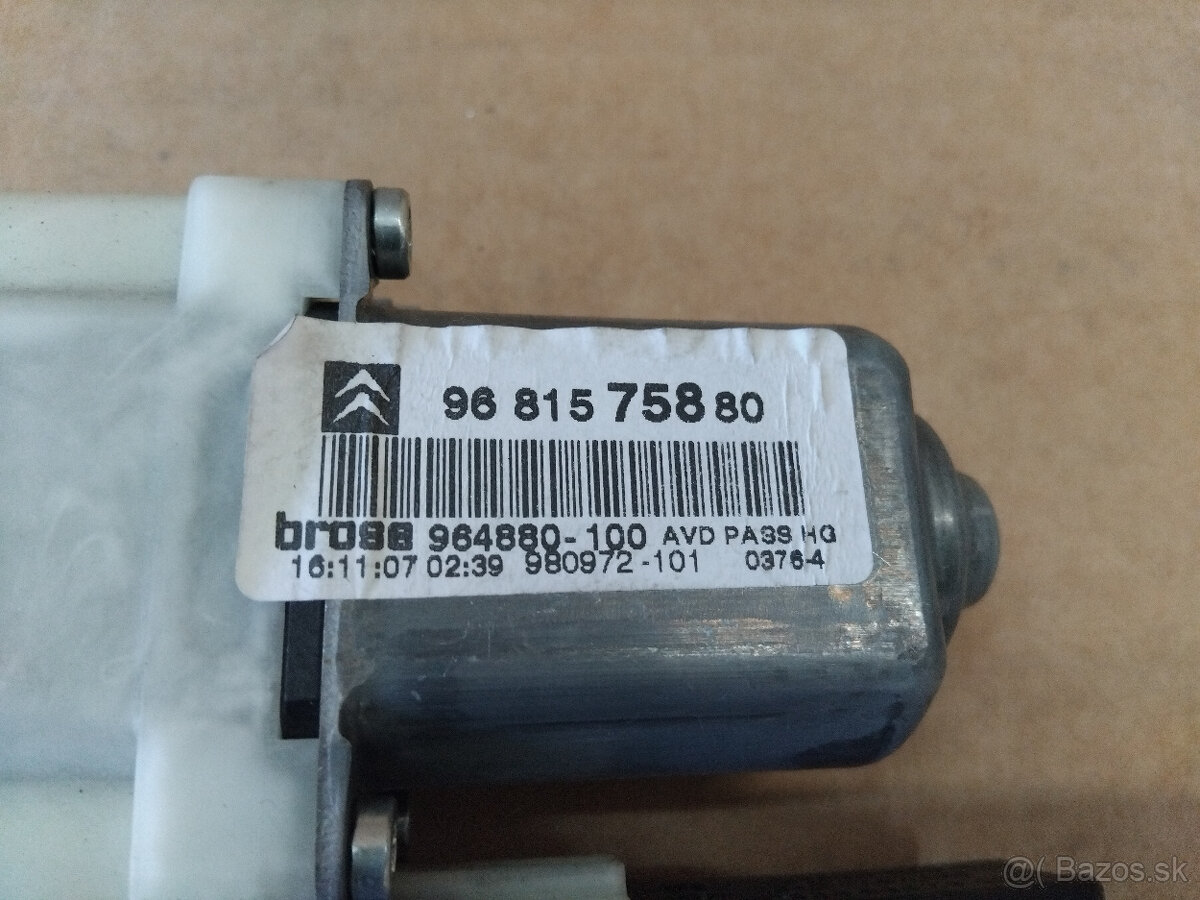 96 815 758 80
brose 964880-100 AVD PASS HG
16:11:07 02:39 980972-101 0376-4
@( Bazos.sk